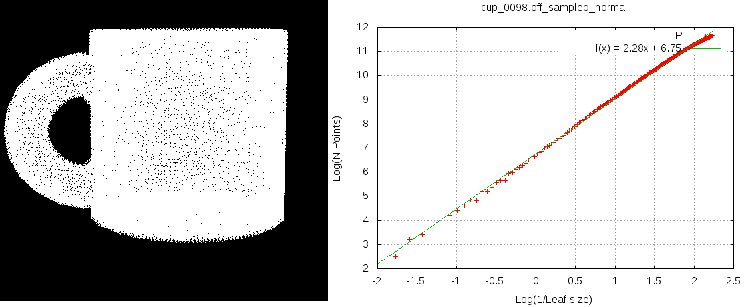 cup_0098.off_sampled_norma
P
f(x) = 2.28x + 6.75
12
11
10
9
8
7
6
5
4
3
2
Log(N Points)
-2 -1.5 -1 -0.5 0 0.5 1 1.5 2 2.5
Log(1/Leaf size)